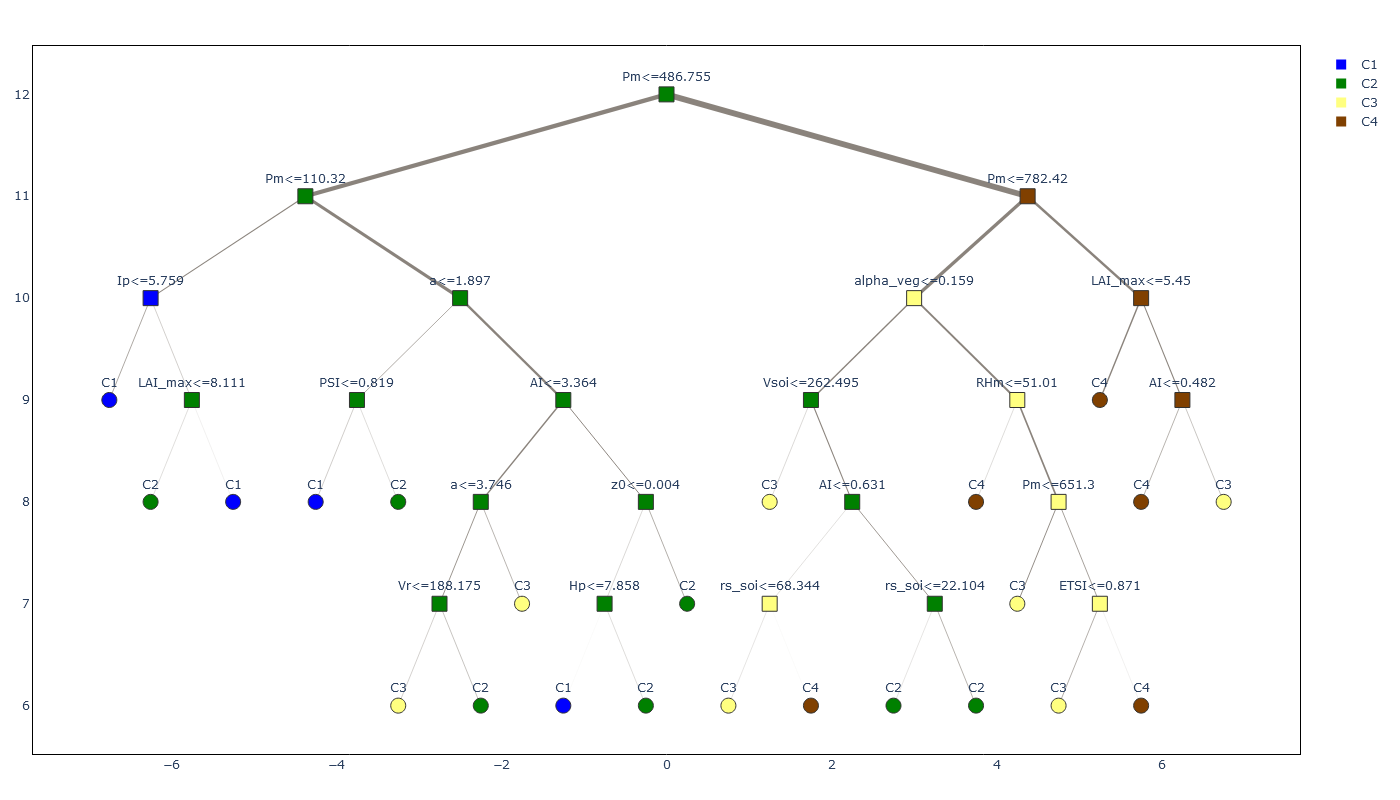 Pm<=486.755
C1
C2
C3
C4
12
Pm<=110.32
Pm<=782.42
11
Ip<=5.759
a<=1.897
alpha_veg<=0.159
LAI_max<=5.45
10
C1
LAI_max<=8.111
PSI<=0.819
AI<=3.364
Vsoi<=262.495
RHm<=51.01
C4
AI<=0.482
9
C2
C1
C1
C2
a<=3.746
z0<=0.004
C3
AI<=0.631
C4
Pm<=651.3
C4
C3
8
Vr<=188.175
C3
Hp<=7.858
C2
rs_soi<=68.344
rs_soi<=22.104
C3
ETSI<=0.871
7
C3
C2
C1
C2
C3
C4
C2
C2
C3
C4
6
−6
−4
−2
0
2
4
6